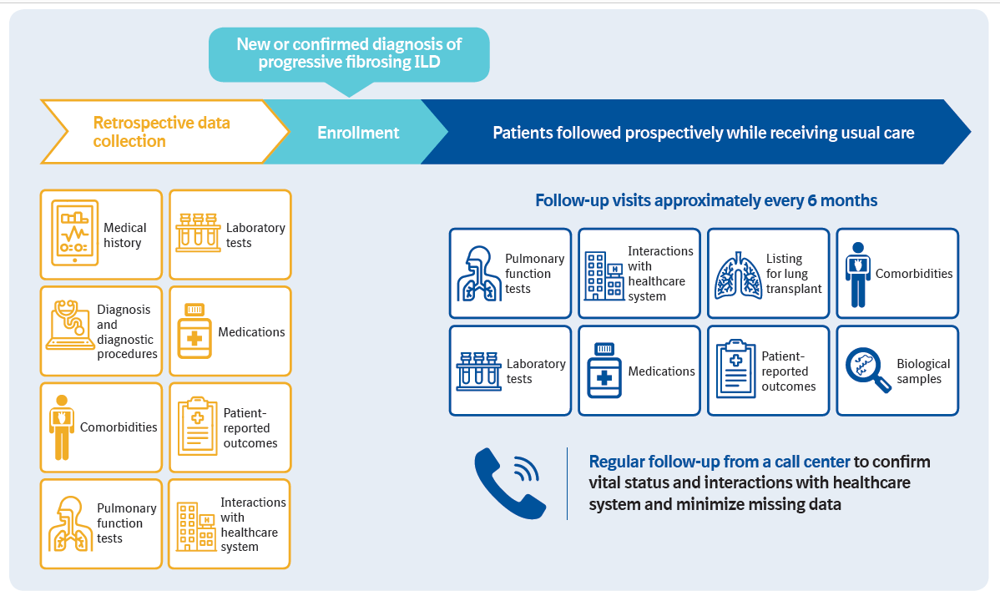 New or confirmed diagnosis of
progressive fibrosing ILD
Retrospective data
collection
Enrollment
Patients followed prospectively while receiving usual care
Medical
history
Laboratory
tests
Diagnosis
and
diagnostic
procedures
Medications
Comorbidities
Patient-
reported
outcomes
Pulmonary
function
tests
H
Interactions
with
healthcare
system
Follow-up visits approximately every 6 months
Pulmonary
function
tests
H
Interactions
with
healthcare
system
Listing
for lung
transplant
Comorbidities
Laboratory
tests
Medications
Patient-
reported
outcomes
Biological
samples
Regular follow-up from a call center to confirm
vital status and interactions with healthcare
system and minimize missing data